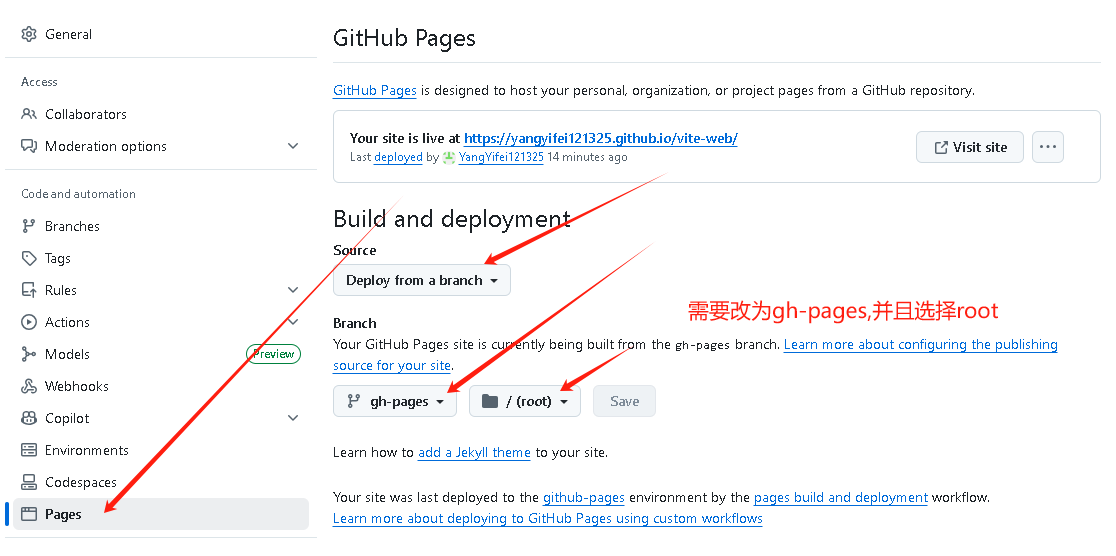 General
Access
Collaborators
Moderation options
Code and automation
Branches
Tags
Rules
Actions
Models
Preview
Webhooks
Copilot
Environments
Codespaces
Pages
GitHub Pages
GitHub Pages is designed to host your personal, organization, or project pages from a GitHub repository.
Your site is live at https://yangyifei121325.github.io/vite-web/
Last deployed by YangYifei121325 14 minutes ago
Visit site
Build and deployment
Source
Deploy from a branch
需要改为gh-pages,并且选择root
Branch
Your GitHub Pages site is currently being built from the gh-pages branch. Learn more about configuring the publishing
source for your site.
gh-pages
/ (root)
Save
Learn how to add a Jekyll theme to your site.
Your site was last deployed to the github-pages environment by the pages build and deployment workflow.
Learn more about deploying to GitHub Pages using custom workflows